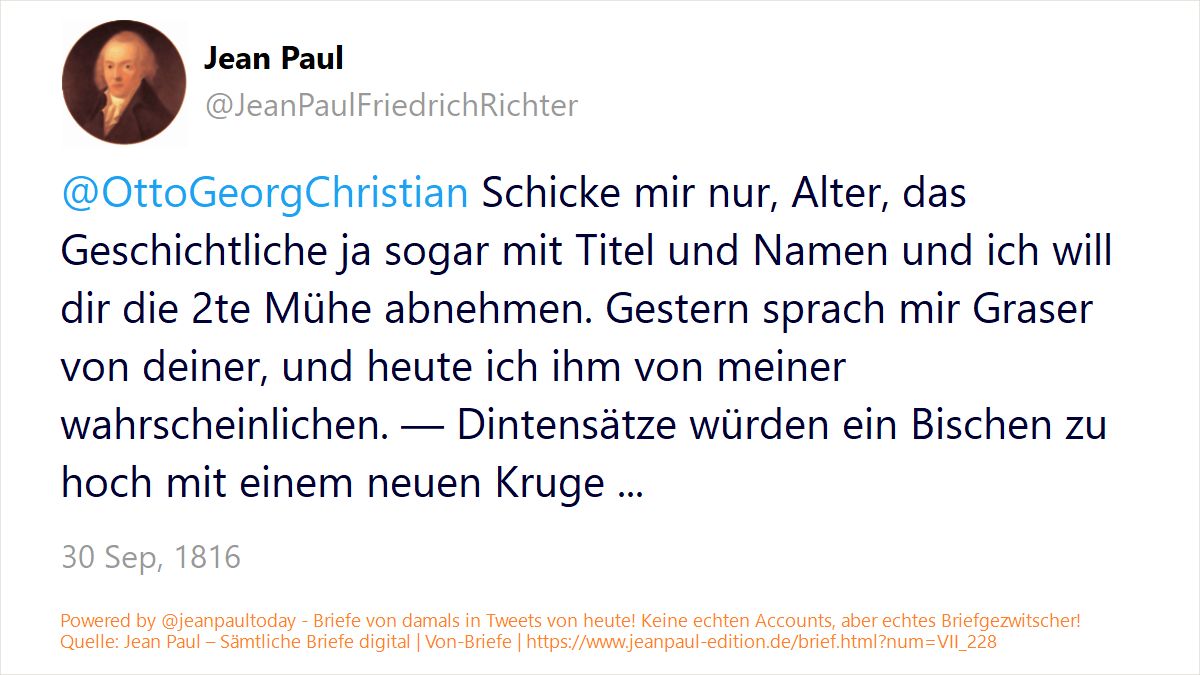 Jean Paul
@JeanPaulFriedrichRichter
@OttoGeorgChristian Schicke mir nur, Alter, das
Geschichtliche ja sogar mit Titel und Namen und ich will
dir die 2te Mühe abnehmen. Gestern sprach mir Graser
von deiner, und heute ich ihm von meiner
wahrscheinlichen. — Dintensätze würden ein Bischen zu
hoch mit einem neuen Kruge ...
30 Sep, 1816
Powered by @jeanpaultoday - Briefe von damals in Tweets von heute! Keine echten Accounts, aber echtes Briefgezwitscher!
Quelle: Jean Paul – Sämtliche Briefe digital | Von-Briefe | https://www.jeanpaul-edition.de/brief.html?num=VII_228